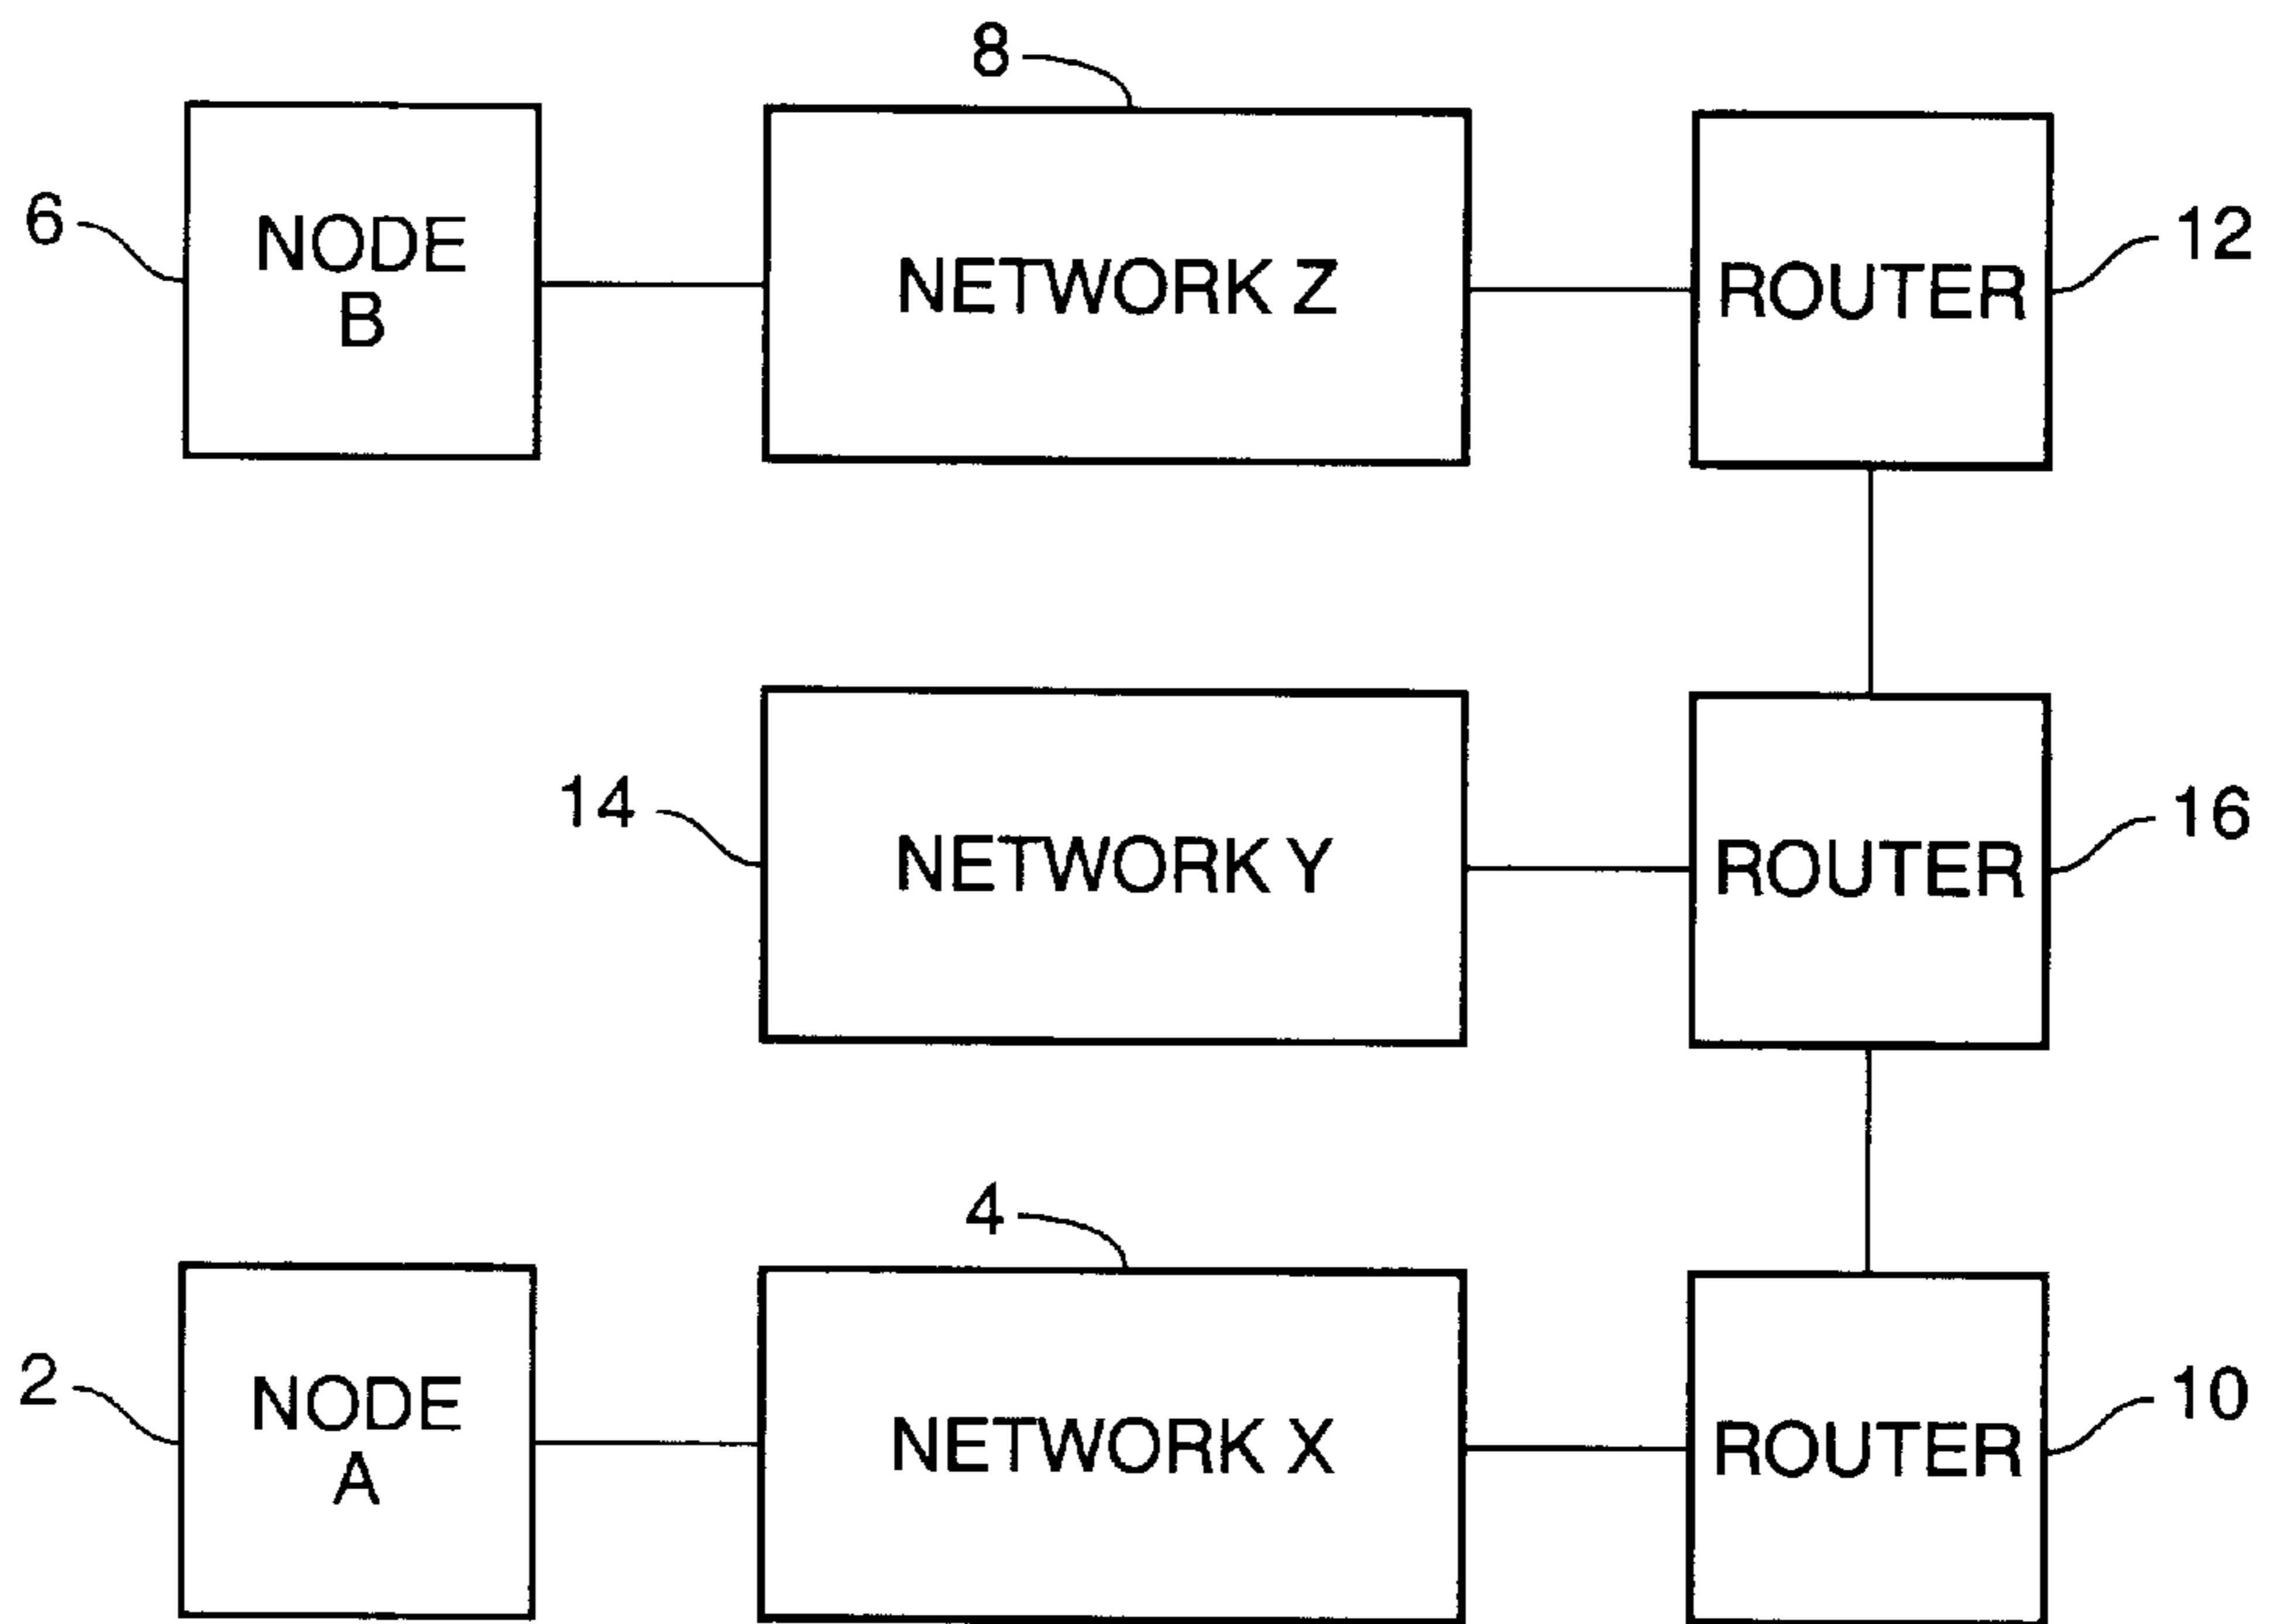 8
6
NODE
B
NETWORK Z
ROUTER
12
14
NETWORK Y
ROUTER
16
4
2
NODE
A
NETWORK X
ROUTER
10